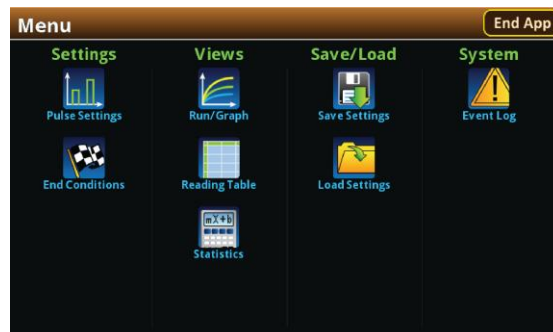 Menu
End App
Settings
Views
Save/Load
System
Pulse Settings
Run/Graph
Save Settings
Event Log
End Conditions
Reading Table
Load Settings
mX+b
Statistics